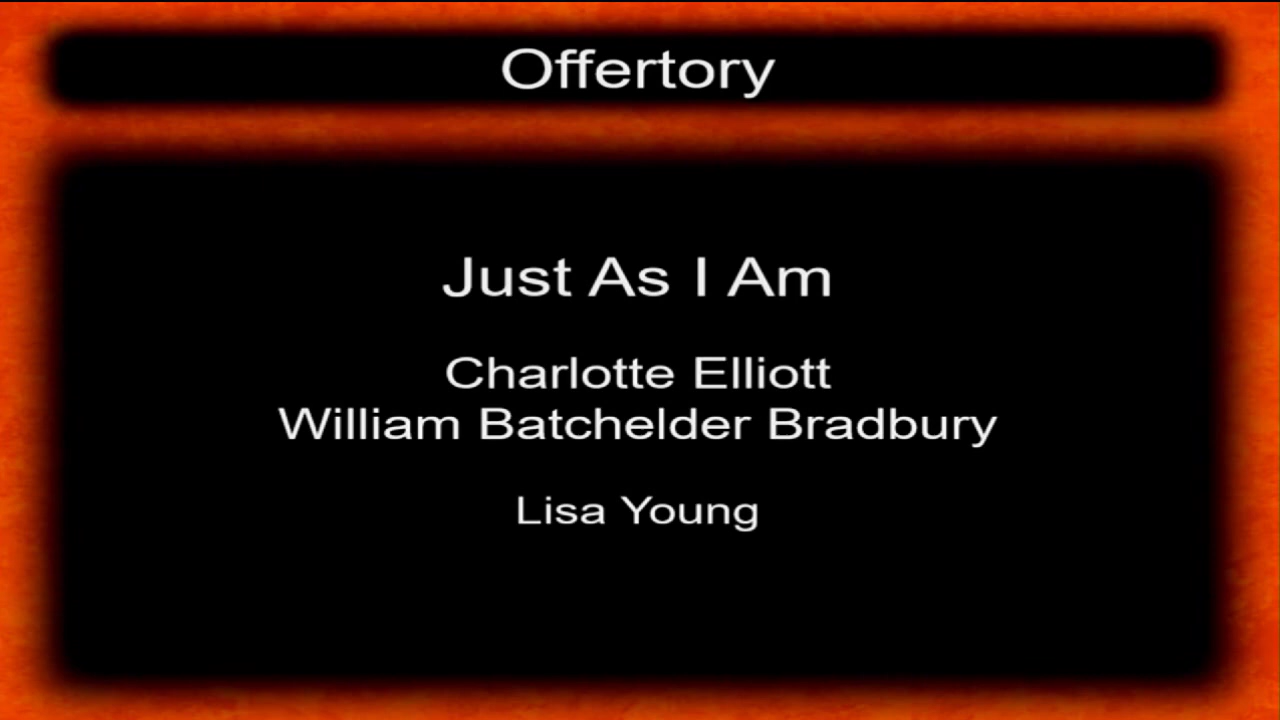 Offertory
Just As I Am
Charlotte Elliott
William Batchelder Bradbury
Lisa Young